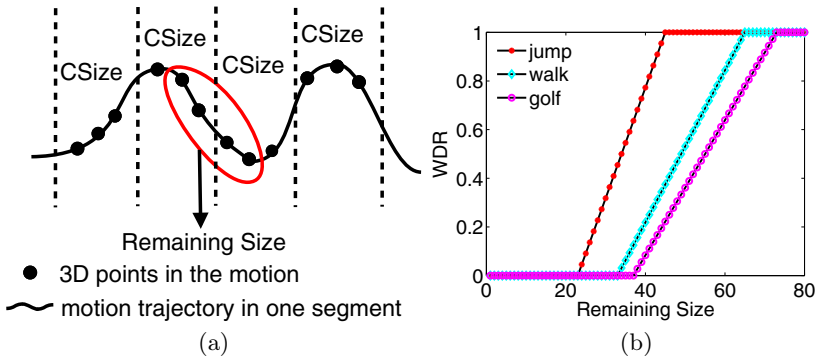 CSize
CSize
CSize
Remaining Size
3D points in the motion
motion trajectory in one segment
(a)
1
0.8
0.6
0.4
0.2
0
WDR
jump
walk
golf
0 20 40 60 80
Remaining Size
(b)